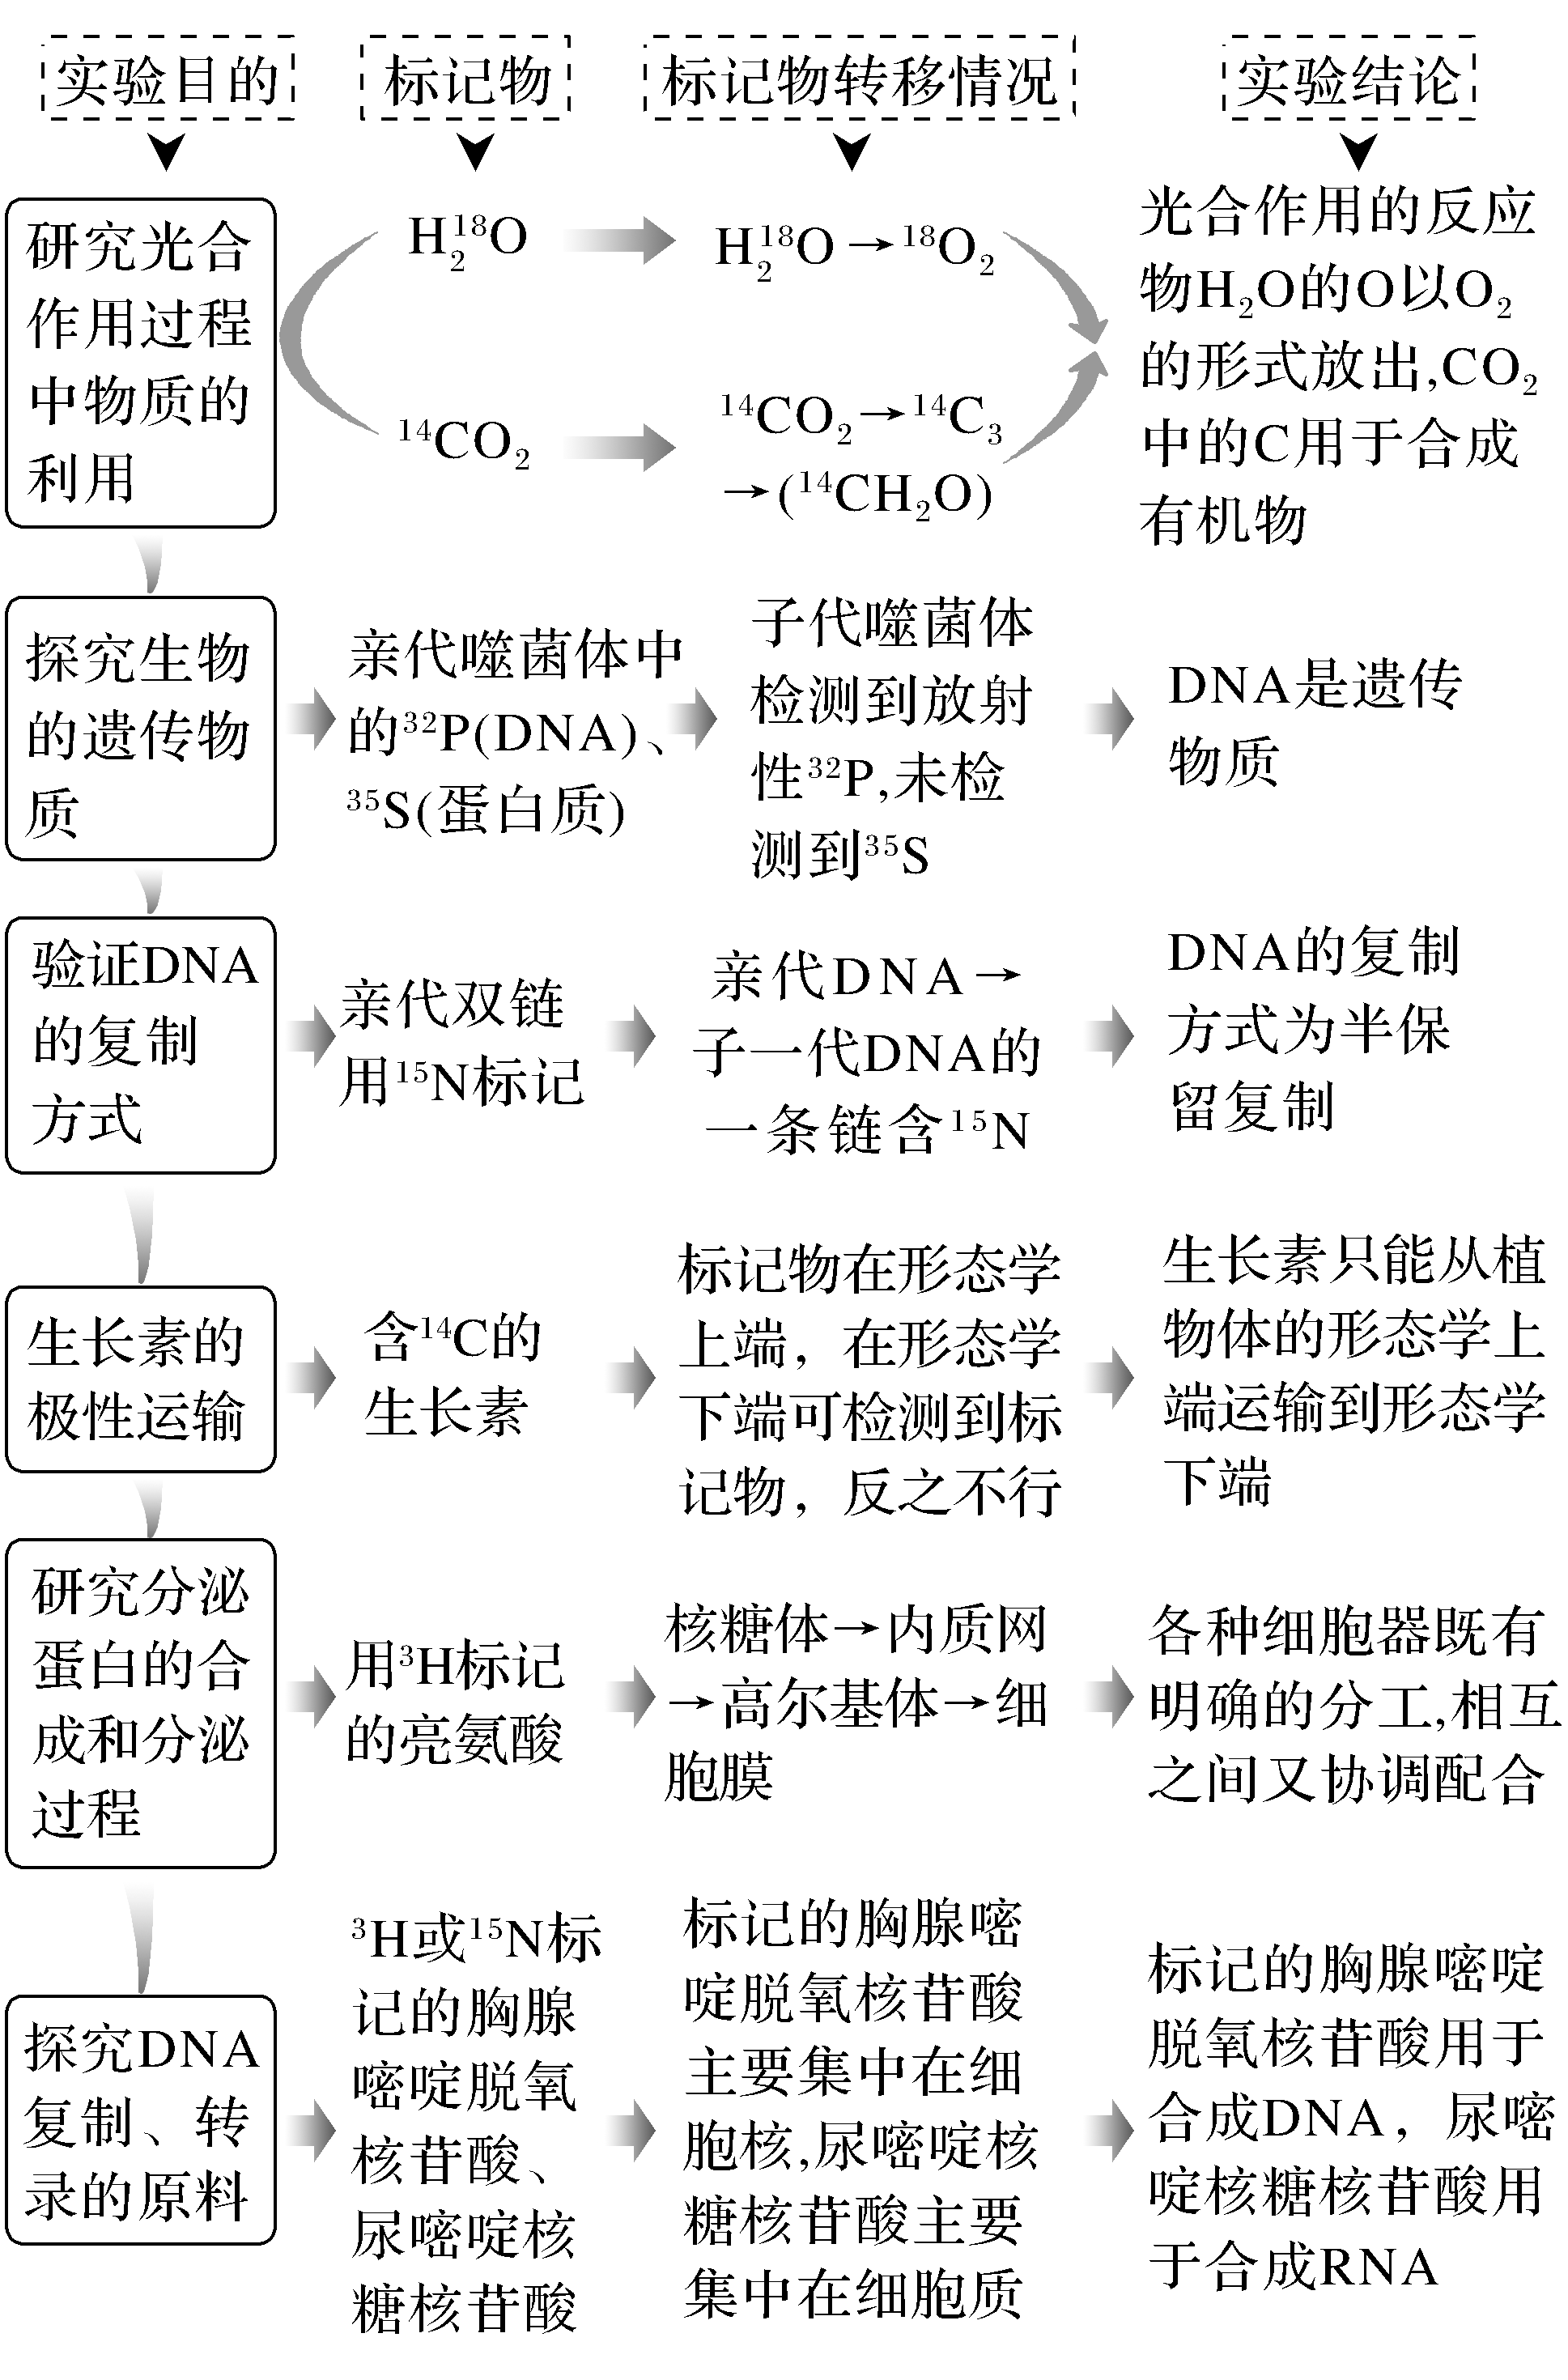 实验目的
标记物
标记物转移情况
实验结论
研究光合
作用过程
中物质的
利用
H₂¹⁸O
H₂¹⁸O→¹⁸O₂
¹⁴CO₂
¹⁴CO₂→¹⁴C₃
→(¹⁴CH₂O)
光合作用的反应
物H₂O的O以O₂
的形式放出,CO₂
中的C用于合成
有机物
探究生物
的遗传物
质
亲代噬菌体中
的³²P(DNA)、
³⁵S(蛋白质)
子代噬菌体
检测到放射
性³²P,未检
测到³⁵S
DNA是遗传
物质
验证DNA
的复制
方式
亲代双链
用¹⁵N标记
亲代DNA→
子一代DNA的
一条链含¹⁵N
DNA的复制
方式为半保
留复制
生长素的
极性运输
含¹⁴C的
生长素
标记物在形态学
上端，在形态学
下端可检测到标
记物，反之不行
生长素只能从植
物体的形态学上
端运输到形态学
下端
研究分泌
蛋白的合
成和分泌
过程
用³H标记
的亮氨酸
核糖体→内质网
→高尔基体→细
胞膜
各种细胞器既有
明确的分工,相互
之间又协调配合
探究DNA
复制、转
录的原料
³H或¹⁵N标
记的胸腺
嘧啶脱氧
核苷酸、
尿嘧啶核
糖核苷酸
标记的胸腺嘧
啶脱氧核苷酸
主要集中在细
胞核,尿嘧啶核
糖核苷酸主要
集中在细胞质
标记的胸腺嘧啶
脱氧核苷酸用于
合成DNA，尿嘧
啶核糖核苷酸用
于合成RNA